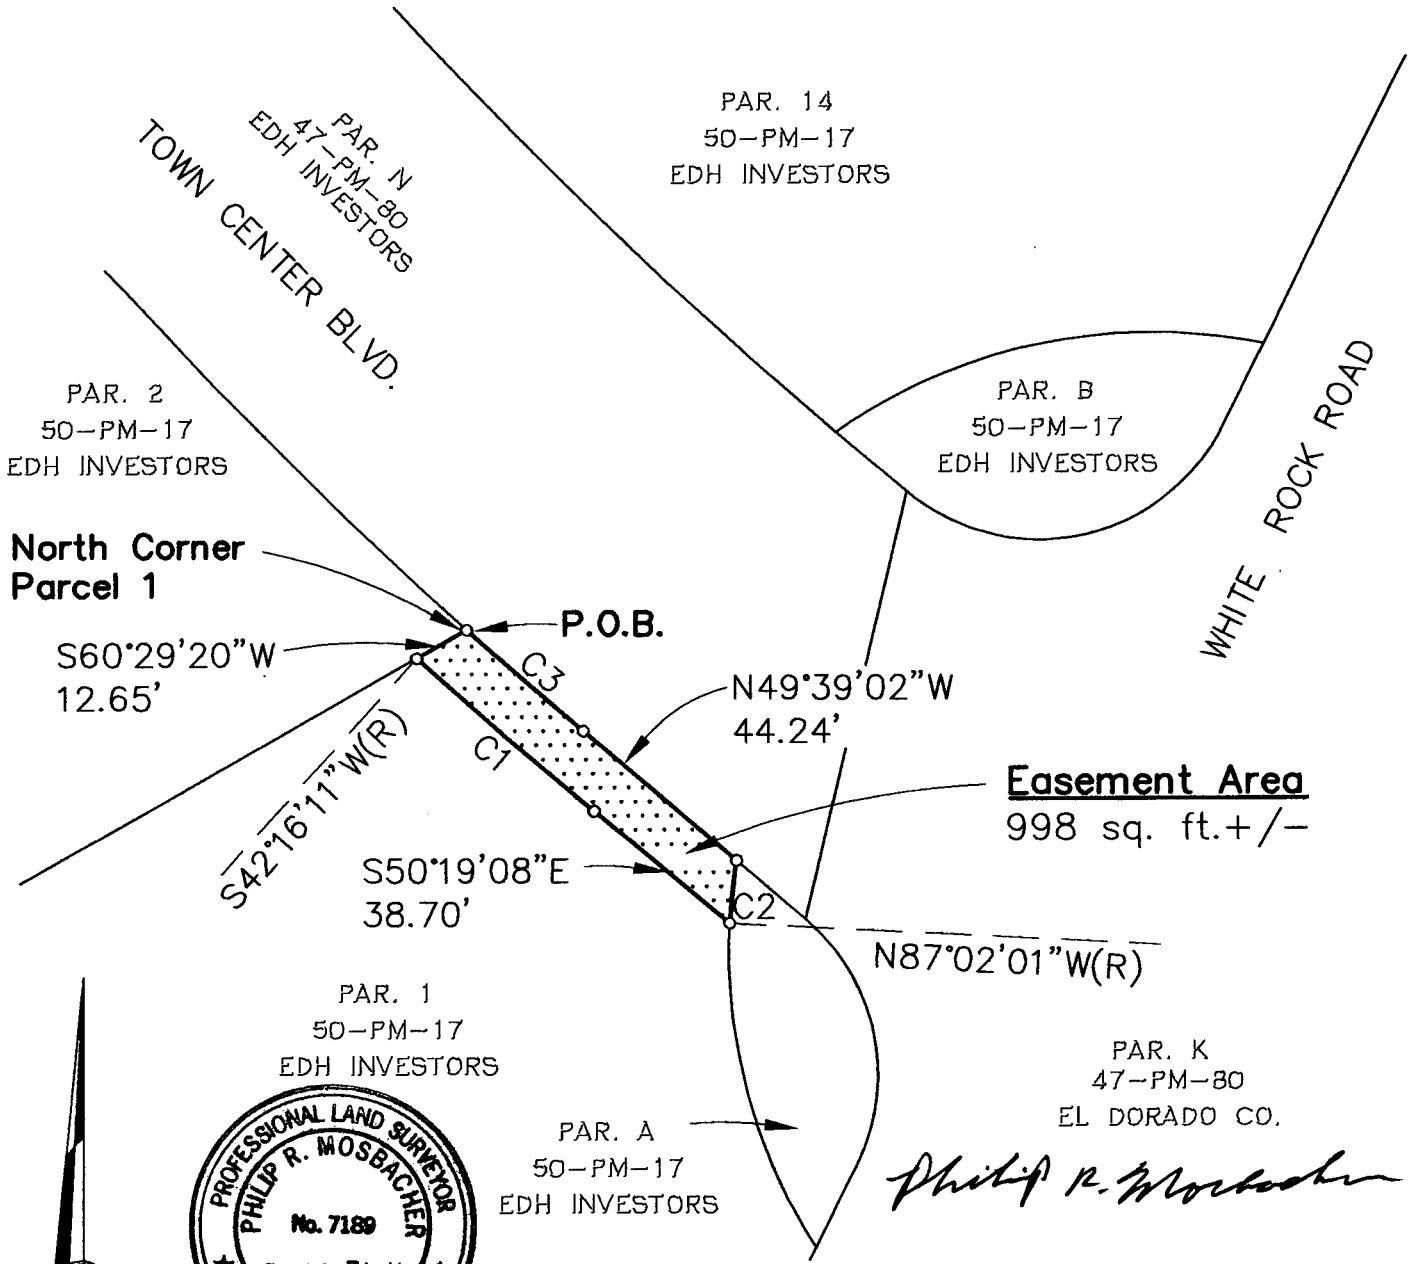 PAR. 14
50-PM-17
EDH INVESTORS
PAR. N
47-PM-80
EDH INVESTORS
TOWN CENTER BLVD.
PAR. 2
50-PM-17
EDH INVESTORS
PAR. B
50-PM-17
EDH INVESTORS
WHITE ROCK ROAD
North Corner
Parcel 1
P.O.B.
S60°29'20"W
12.65'
C3
N49°39'02"W
44.24'
C1
S42°16'11"W(R)
Easement Area
998 sq. ft.+/-
S50°19'08"E
38.70'
C2
N87°02'01"W(R)
PAR. 1
50-PM-17
EDH INVESTORS
PAR. K
47-PM-80
EL DORADO CO.
PAR. A
50-PM-17
EDH INVESTORS
PROFESSIONAL LAND SURVEYOR
PHILIP R. MOSBACHER
No. 7189
Philip R. Mosbacher